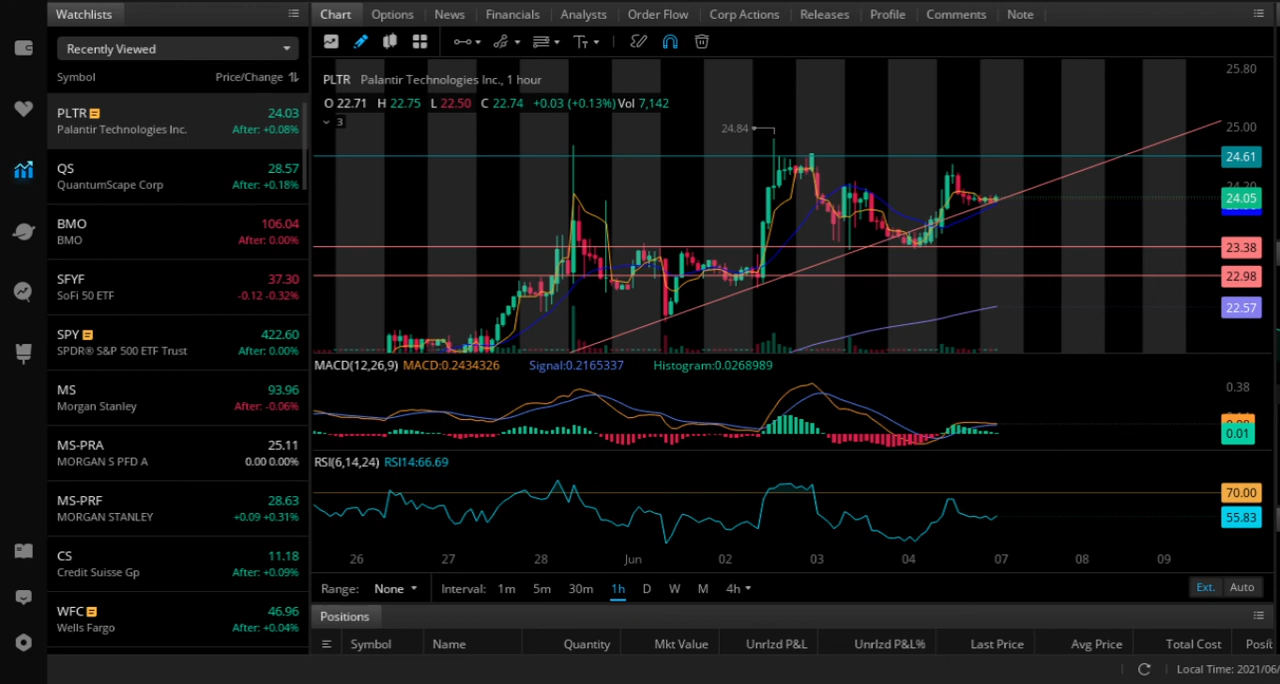 Watchlists
Recently Viewed
Symbol Price/Change
PLTR 24.03
Palantir Technologies Inc. After: +0.08%
QS 28.57
QuantumScape Corp After: +0.18%
BMO 106.04
BMO After: 0.00%
SFYF 37.30
SoFi 50 ETF -0.12 -0.32%
SPY 422.60
SPDR® S&P 500 ETF Trust After: 0.00%
MS 93.96
Morgan Stanley After: -0.06%
MS-PRA 25.11
MORGAN S PFD A 0.00 0.00%
MS-PRF 28.63
MORGAN STANLEY +0.09 +0.31%
CS 11.18
Credit Suisse Gp After: +0.09%
WFC 46.96
Wells Fargo After: +0.04%
Chart Options News Financials Analysts Order Flow Corp Actions Releases Profile Comments Note
PLTR Palantir Technologies Inc., 1 hour
O 22.71 H 22.75 L 22.50 C 22.74 +0.03 (+0.13%) Vol 7,142
3
24.84
25.80
25.00
24.61
24.20
24.05
23.38
22.98
22.57
MACD(12,26,9) MACD:0.2434326 Signal:0.2165337 Histogram:0.0268989
0.38
0.01
RSI(6,14,24) RSI14:66.69
70.00
55.83
26 27 28 Jun 02 03 04 07 08 09
Range: None Interval: 1m 5m 30m 1h D W M 4h Ext. Auto
Positions
Symbol Name Quantity Mkt Value Unrlzd P&L Unrlzd P&L% Last Price Avg Price Total Cost Posit
Local Time: 2021/06/